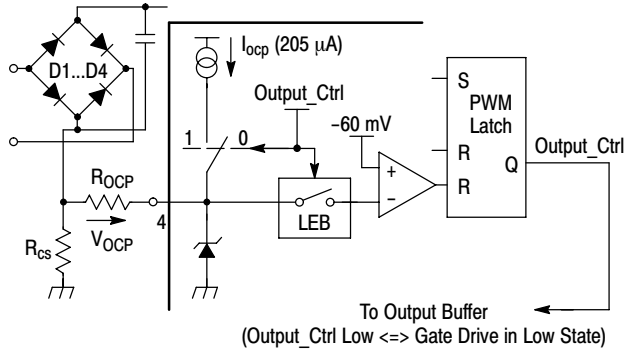 I_ocp (205 μA)
D1...D4
Output_Ctrl
1
0
–60 mV
S
PWM
Latch
R
Q
Output_Ctrl
R
+
–
LEB
R_OCP
4
V_OCP
R_cs
To Output Buffer
(Output_Ctrl Low <=> Gate Drive in Low State)